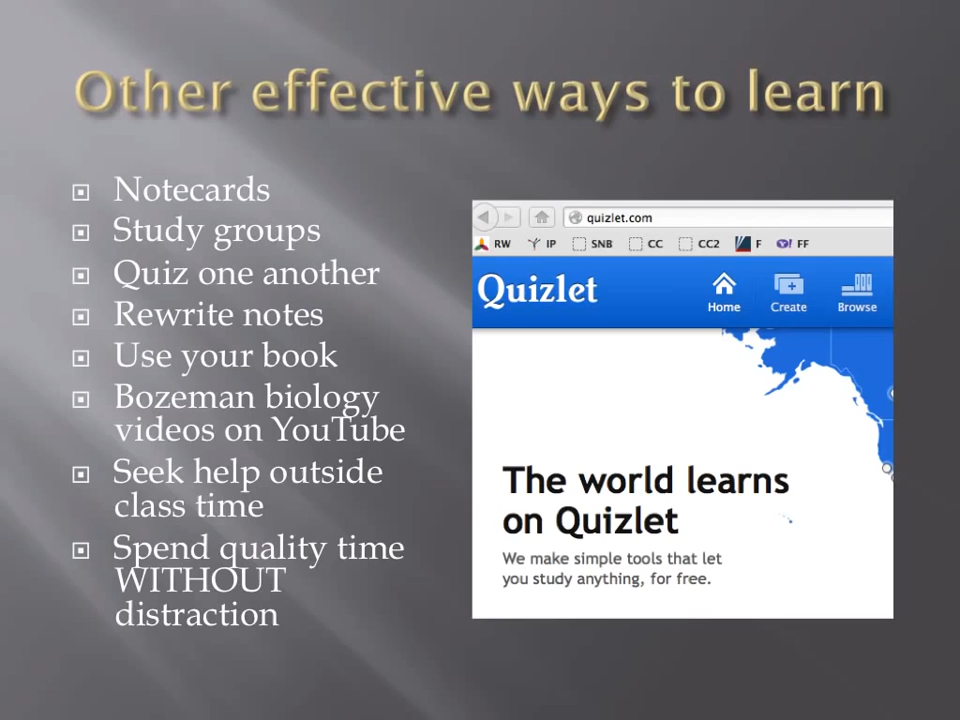 Other effective ways to learn
Notecards
Study groups
Quiz one another
Rewrite notes
Use your book
Bozeman biology
videos on YouTube
Seek help outside
class time
Spend quality time
WITHOUT
distraction
quizlet.com
RW IP SNB CC CC2 F Y! FF
Quizlet
Home Create Browse
The world learns
on Quizlet
We make simple tools that let
you study anything, for free.